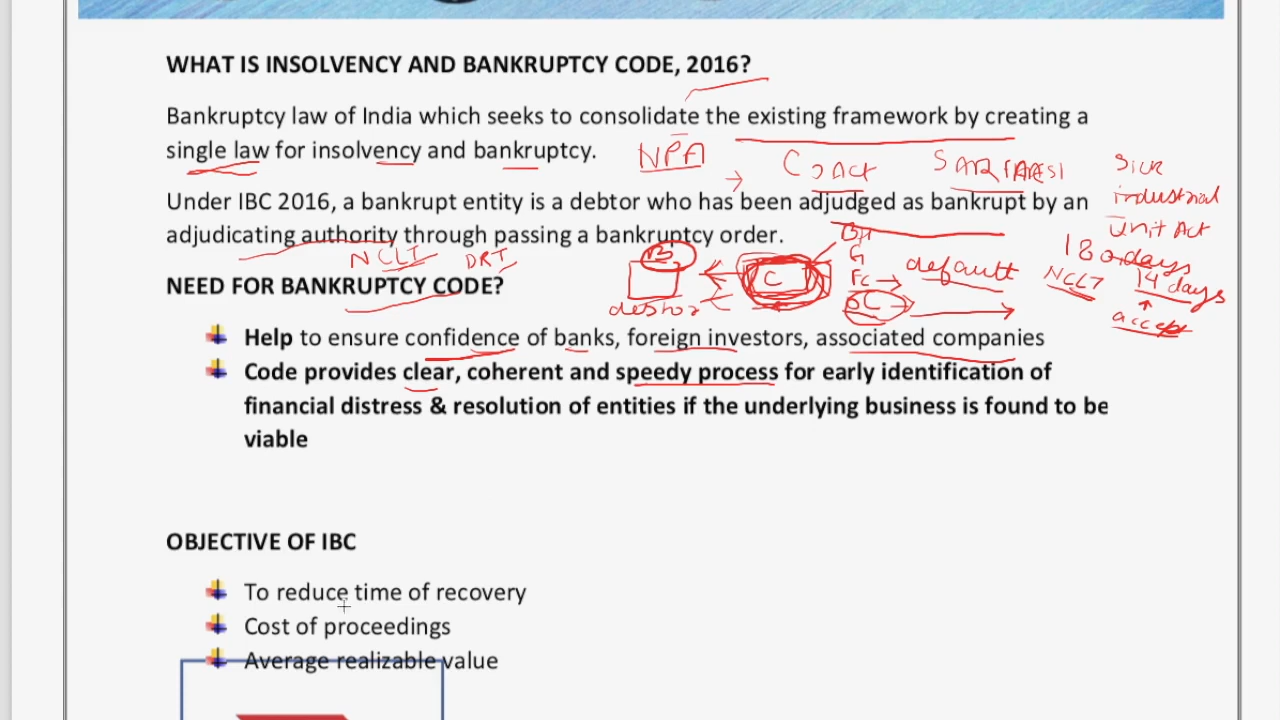 WHAT IS INSOLVENCY AND BANKRUPTCY CODE, 2016?
Bankruptcy law of India which seeks to consolidate the existing framework by creating a
single law for insolvency and bankruptcy.
NPA
Co Act
SARFAESI
Sick
industrial
Unit Act
Under IBC 2016, a bankrupt entity is a debtor who has been adjudged as bankrupt by an
adjudicating authority through passing a bankruptcy order.
NCLT DRT
180 days
NCLT 14 days
accept
B
debtor
C
G
FC
OC
default
NEED FOR BANKRUPTCY CODE?
Help to ensure confidence of banks, foreign investors, associated companies
Code provides clear, coherent and speedy process for early identification of
financial distress & resolution of entities if the underlying business is found to be
viable
OBJECTIVE OF IBC
To reduce time of recovery
Cost of proceedings
Average realizable value